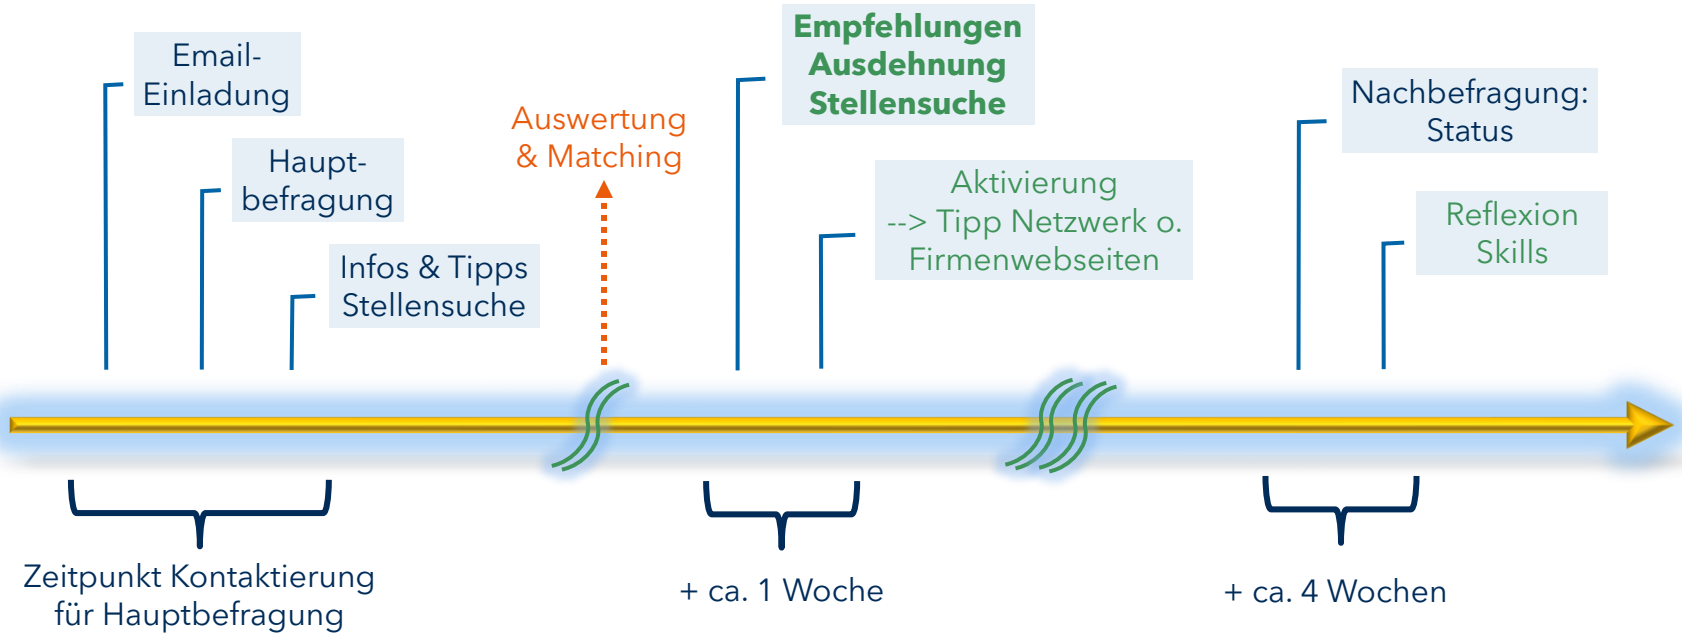 Email-
Einladung
Haupt-
befragung
Infos & Tipps
Stellensuche
Auswertung
& Matching
Empfehlungen
Ausdehnung
Stellensuche
Aktivierung
--> Tipp Netzwerk o.
Firmenwebseiten
Nachbefragung:
Status
Reflexion
Skills
Zeitpunkt Kontaktierung
für Hauptbefragung
+ ca. 1 Woche
+ ca. 4 Wochen